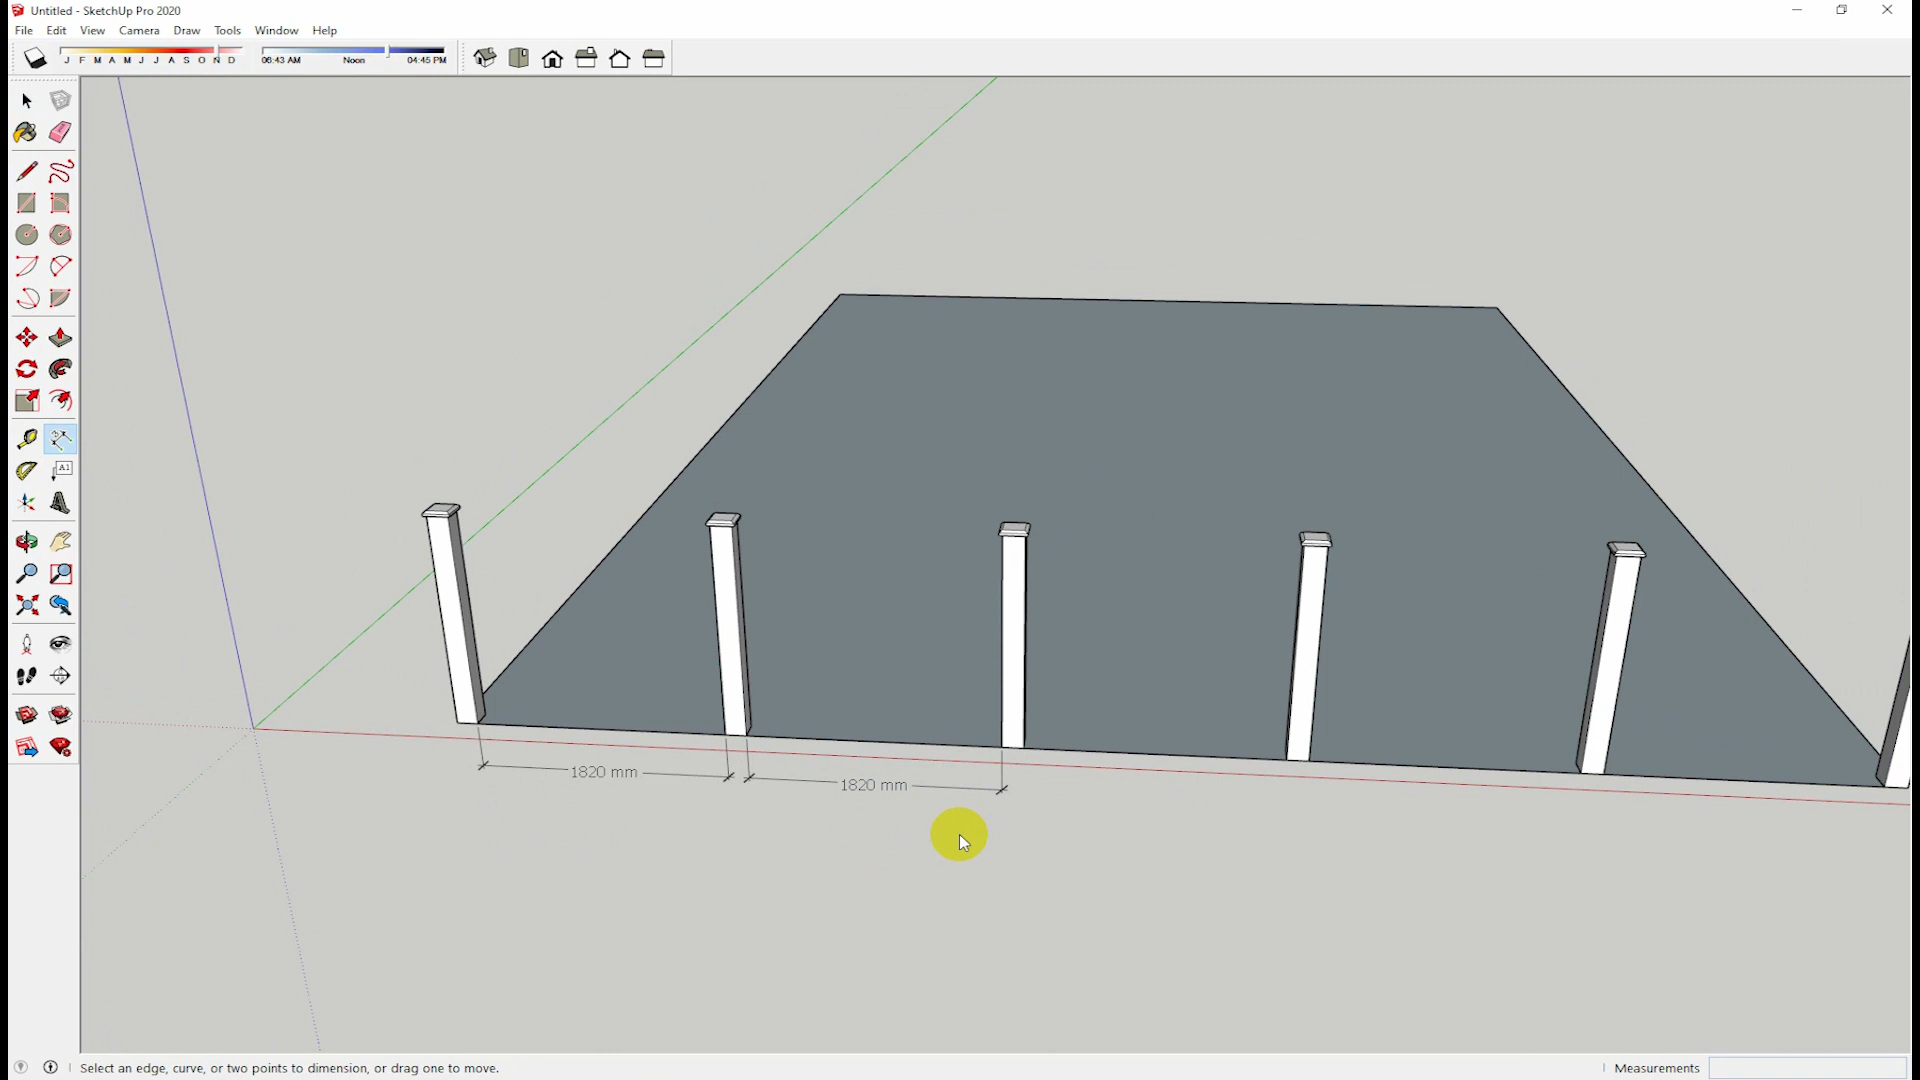 Untitled - SketchUp Pro 2020
File Edit View Camera Draw Tools Window Help
J F M A M J J A S O N D
06:43 AM Noon 04:45 PM
A1
1820 mm
1820 mm
Select an edge, curve, or two points to dimension, or drag one to move.
Measurements